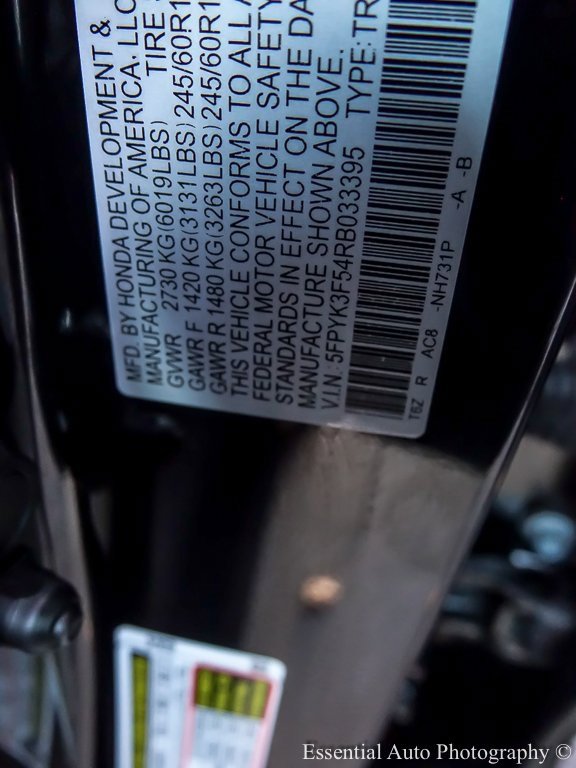 MFD. BY HONDA DEVELOPMENT &
MANUFACTURING OF AMERICA, LLC
TIRE
GVWR 2730 KG(6019LBS)
GAWR F 1420 KG(3131LBS) 245/60R1
GAWR R 1480 KG(3263LBS) 245/60R1
THIS VEHICLE CONFORMS TO ALL
FEDERAL MOTOR VEHICLE SAFETY
STANDARDS IN EFFECT ON THE DA
MANUFACTURE SHOWN ABOVE.
V.I.N.: 5FPYK3F54RB033395 TYPE: TR
T6Z R AC8 -NH731P -A -B
Essential Auto Photography ©